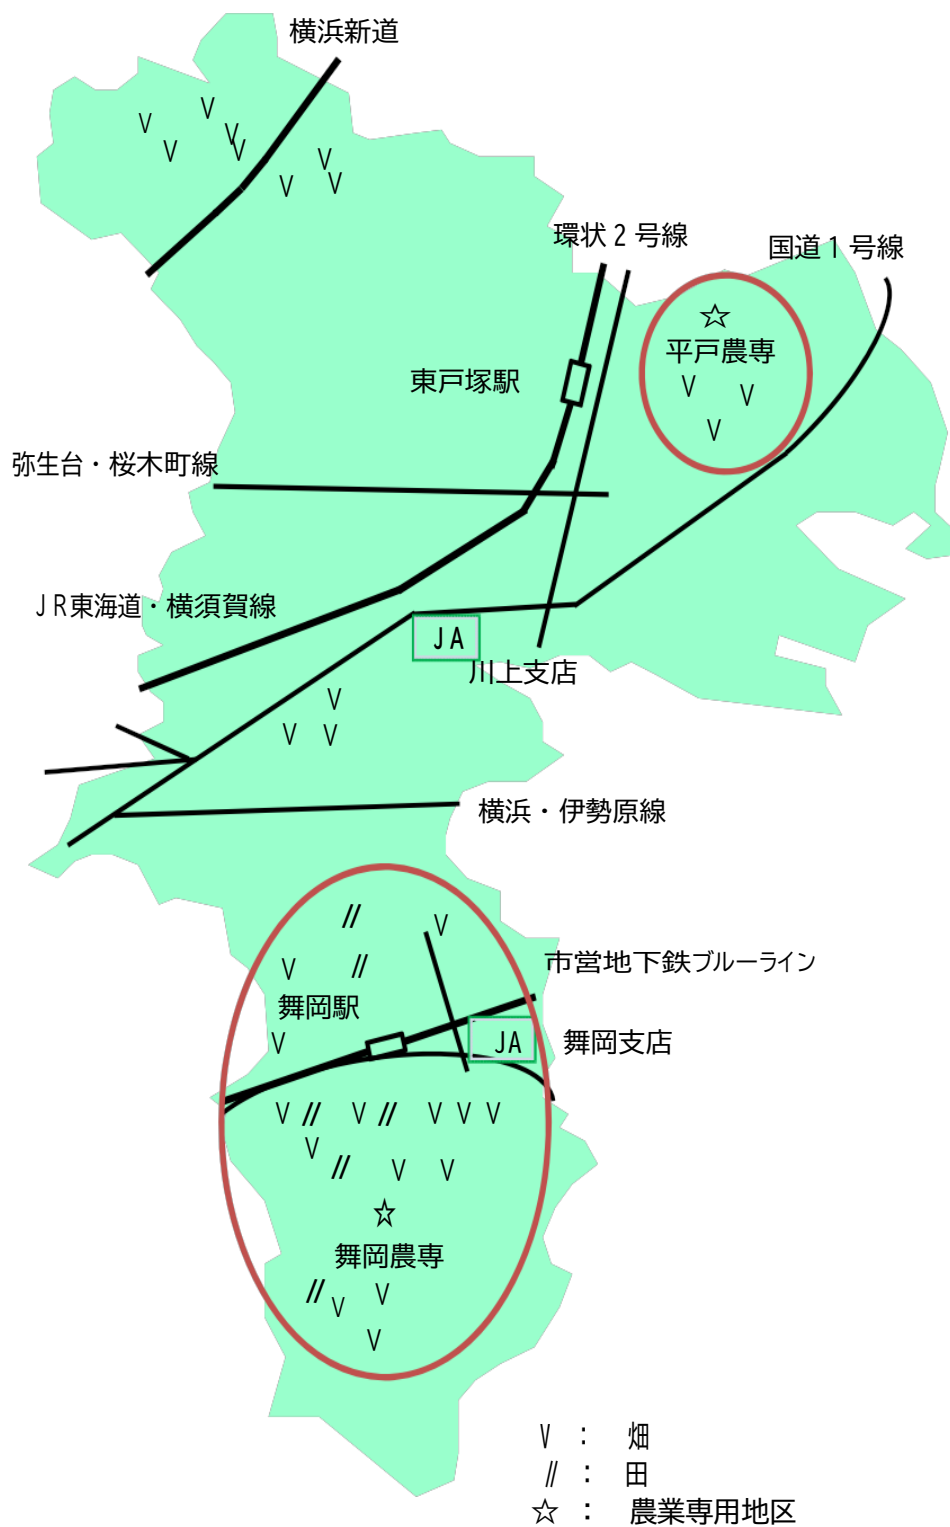 横浜新道
環状2号線
国道1号線
☆
平戸農専
東戸塚駅
V V
V
弥生台・桜木町線
JR東海道・横須賀線
JA
川上支店
横浜・伊勢原線
市営地下鉄ブルーライン
舞岡駅
JA 舞岡支店
☆
舞岡農専
V : 畑
// : 田
☆ : 農業専用地区